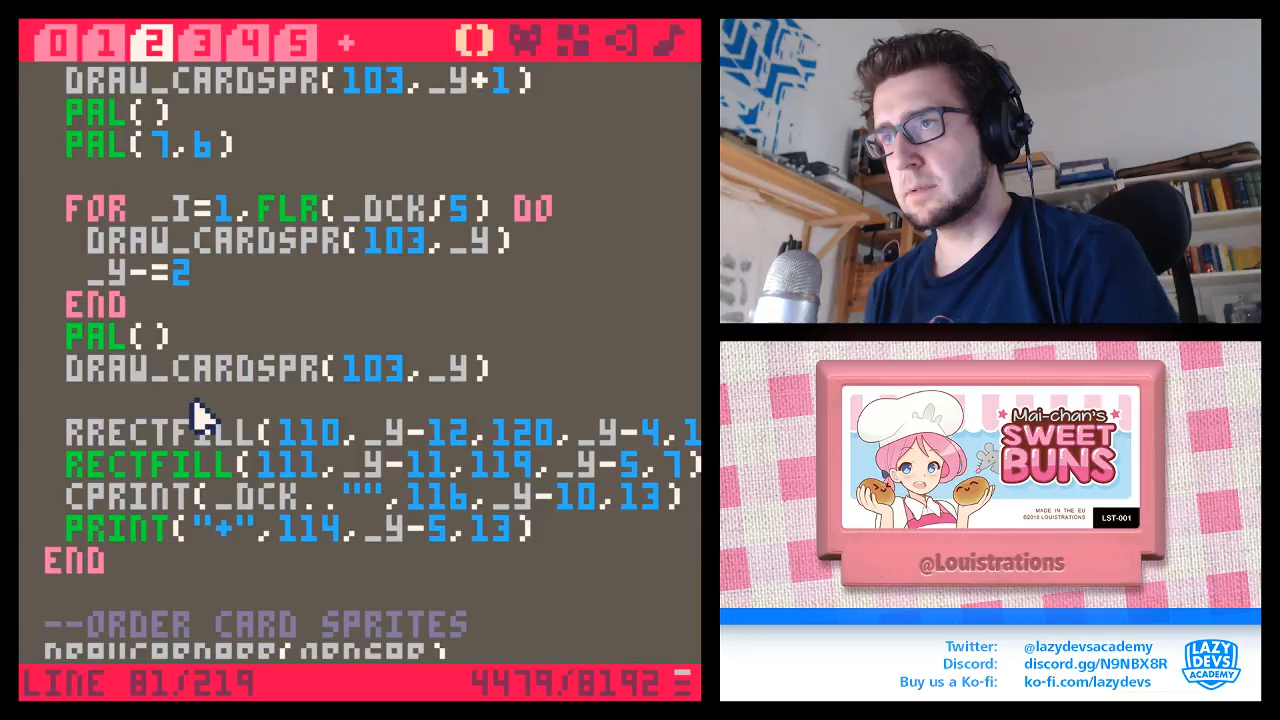 0 1 2 3 4 5 +
DRAW_CARDSPR(103,_Y+1)
PAL()
PAL(7,6)
FOR _I=1,FLR(_DCK/5) DO
DRAW_CARDSPR(103,_Y)
_Y-=2
END
PAL()
DRAW_CARDSPR(103,_Y)
RRECTFILL(110,_Y-12,120,_Y-4,1
RECTFILL(111,_Y-11,119,_Y-5,7)
CPRINT(_DCK.."",116,_Y-10,13)
PRINT("+",114,_Y-5,13)
END
--ORDER CARD SPRITES
LINE 81/219 4479/8192
Mai-chan's
SWEET
BUNS
MADE IN THE EU
©2018 LOUISTRATIONS
LST-001
@Louistrations
Twitter: @lazydevsacademy
Discord: discord.gg/N9NBX8R
Buy us a Ko-fi: ko-fi.com/lazydevs
LAZY
DEVS
ACADEMY